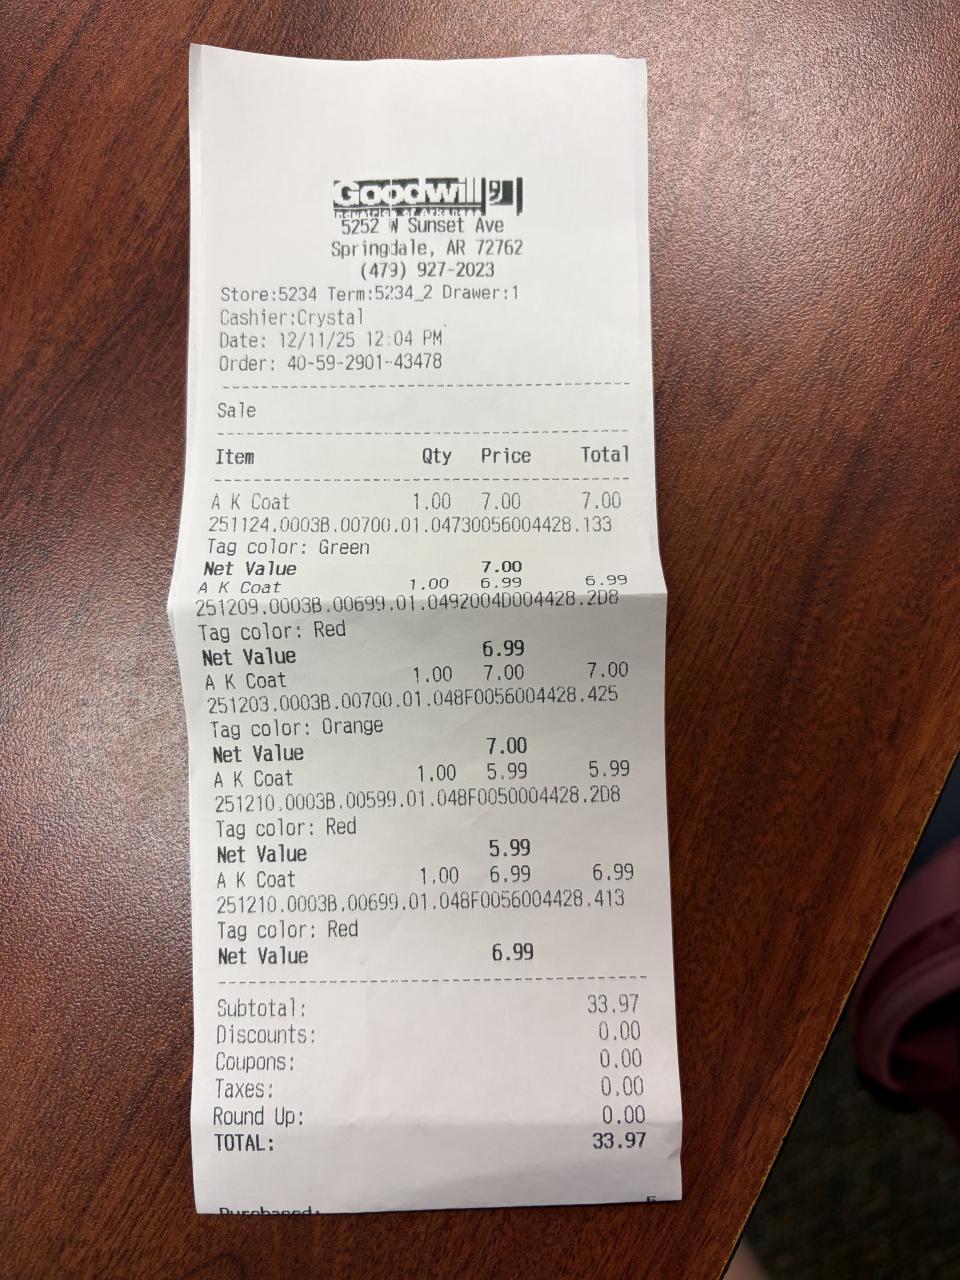 Goodwill
Industries of Arkansas
5252 W Sunset Ave
Springdale, AR 72762
(479) 927-2023
Store:5234 Term:5234_2 Drawer:1
Cashier:Crystal
Date: 12/11/25 12:04 PM
Order: 40-59-2901-43478
Sale
Item Qty Price Total
A K Coat 1.00 7.00 7.00
251124.0003B.00700.01.04730056004428.133
Tag color: Green
Net Value 7.00
A K Coat 1.00 6.99 6.99
251209.0003B.00699.01.0492004D004428.2D8
Tag color: Red
Net Value 6.99
A K Coat 1.00 7.00 7.00
251203.0003B.00700.01.048F0056004428.425
Tag color: Orange
Net Value 7.00
A K Coat 1.00 5.99 5.99
251210.0003B.00599.01.048F0050004428.2D8
Tag color: Red
Net Value 5.99
A K Coat 1.00 6.99 6.99
251210.0003B.00699.01.048F0056004428.413
Tag color: Red
Net Value 6.99
Subtotal: 33.97
Discounts: 0.00
Coupons: 0.00
Taxes: 0.00
Round Up: 0.00
TOTAL: 33.97
Purchased: